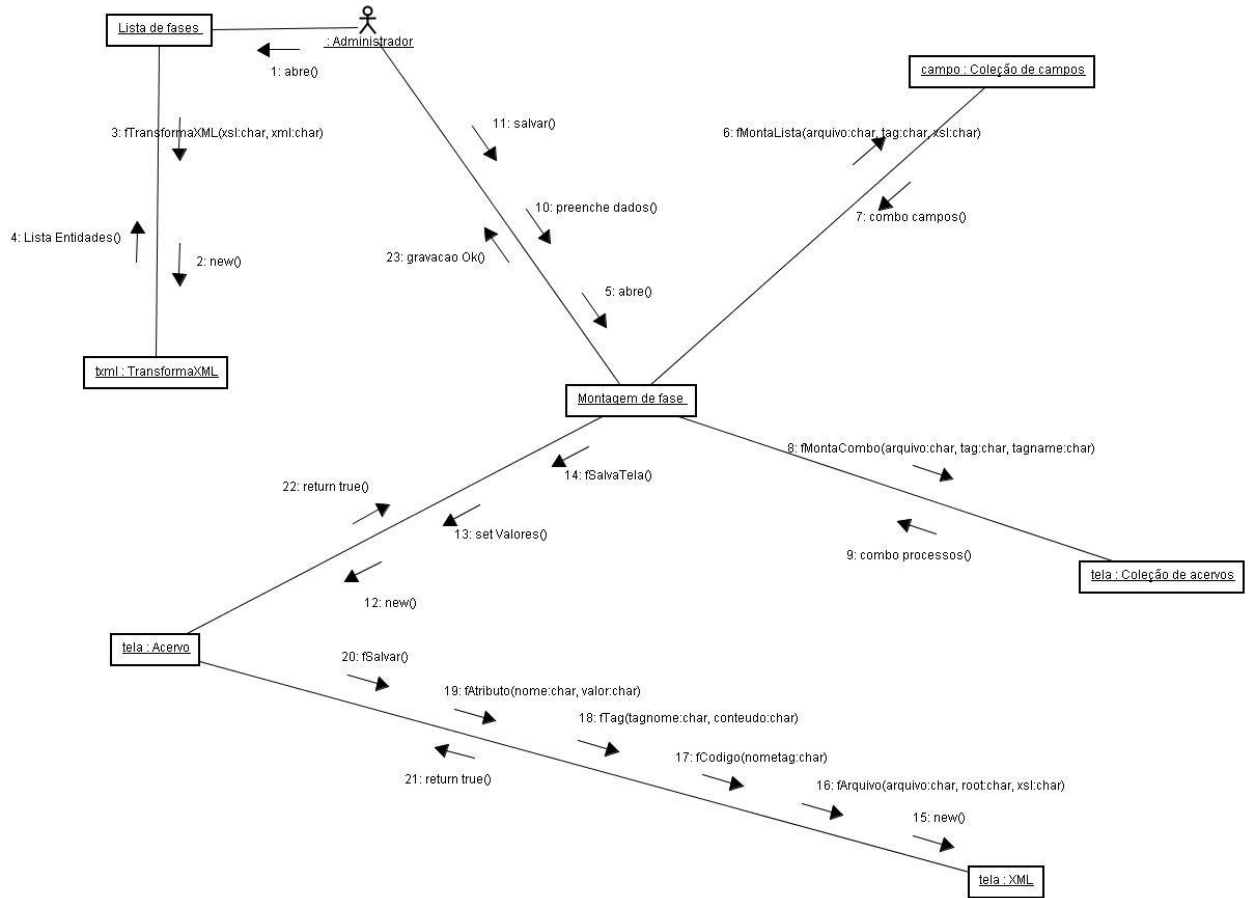 Lista de fases
: Administrador
1: abre()
campo : Coleção de campos
3: fTransformaXML(xsl:char, xml:char)
11: salvar()
6: fMontaLista(arquivo:char, tag:char, xsl:char)
10: preenche dados()
7: combo campos()
4: Lista Entidades()
2: new()
23: gravacao Ok()
5: abre()
txml : TransformaXML
Montagem de fase
8: fMontaCombo(arquivo:char, tag:char, tagname:char)
14: fSalvaTela()
22: return true()
13: set Valores()
9: combo processos()
tela : Coleção de acervos
12: new()
tela : Acervo
20: fSalvar()
19: fAtributo(nome:char, valor:char)
18: fTag(tagnome:char, conteudo:char)
17: fCodigo(nometag:char)
21: return true()
16: fArquivo(arquivo:char, root:char, xsl:char)
15: new()
tela : XML